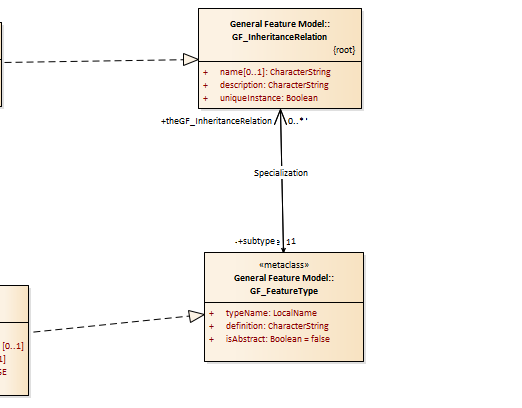 General Feature Model::
GF_InheritanceRelation
{root}
+ name[0..1]: CharacterString
+ description: CharacterString
+ uniqueInstance: Boolean
+theGF_InheritanceRelation 0..*
Specialization
+subtype 1
«metaclass»
General Feature Model::
GF_FeatureType
+ typeName: LocalName
+ definition: CharacterString
+ isAbstract: Boolean = false
[0..1]
1]
SE